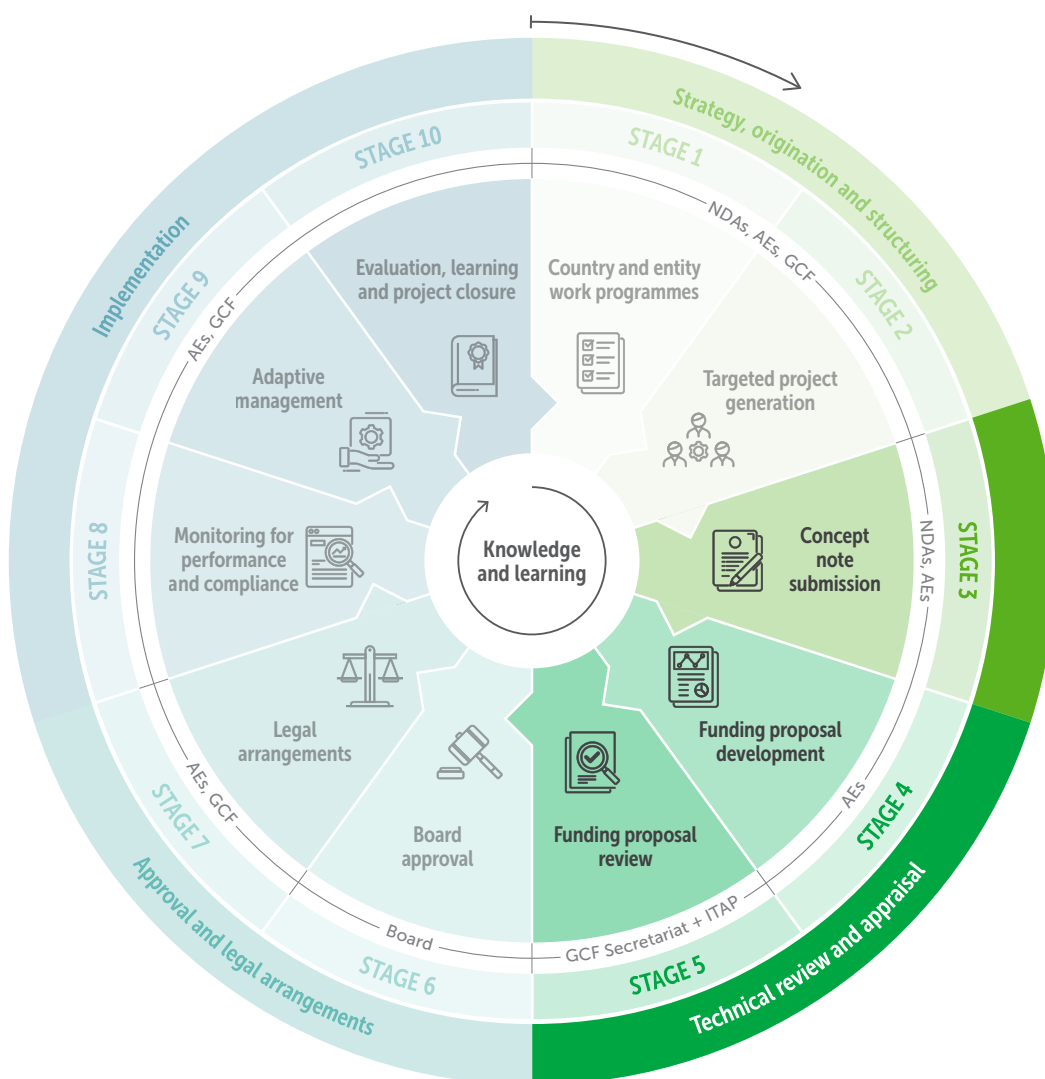 Strategy, origination and structuring
STAGE 1
NDAs, AEs, GCF
Country and entity
work programmes
STAGE 2
Targeted project
generation
STAGE 3
NDAs, AEs
Concept
note
submission
Technical review and appraisal
STAGE 4
AEs
Funding proposal
development
STAGE 5
GCF Secretariat + ITAP
Funding proposal
review
Approval and legal arrangements
STAGE 6
Board
Board
approval
STAGE 7
AEs, GCF
Legal
arrangements
Implementation
STAGE 8
Monitoring for
performance
and compliance
STAGE 9
AEs, GCF
Adaptive
management
STAGE 10
Evaluation, learning
and project closure
Knowledge
and learning